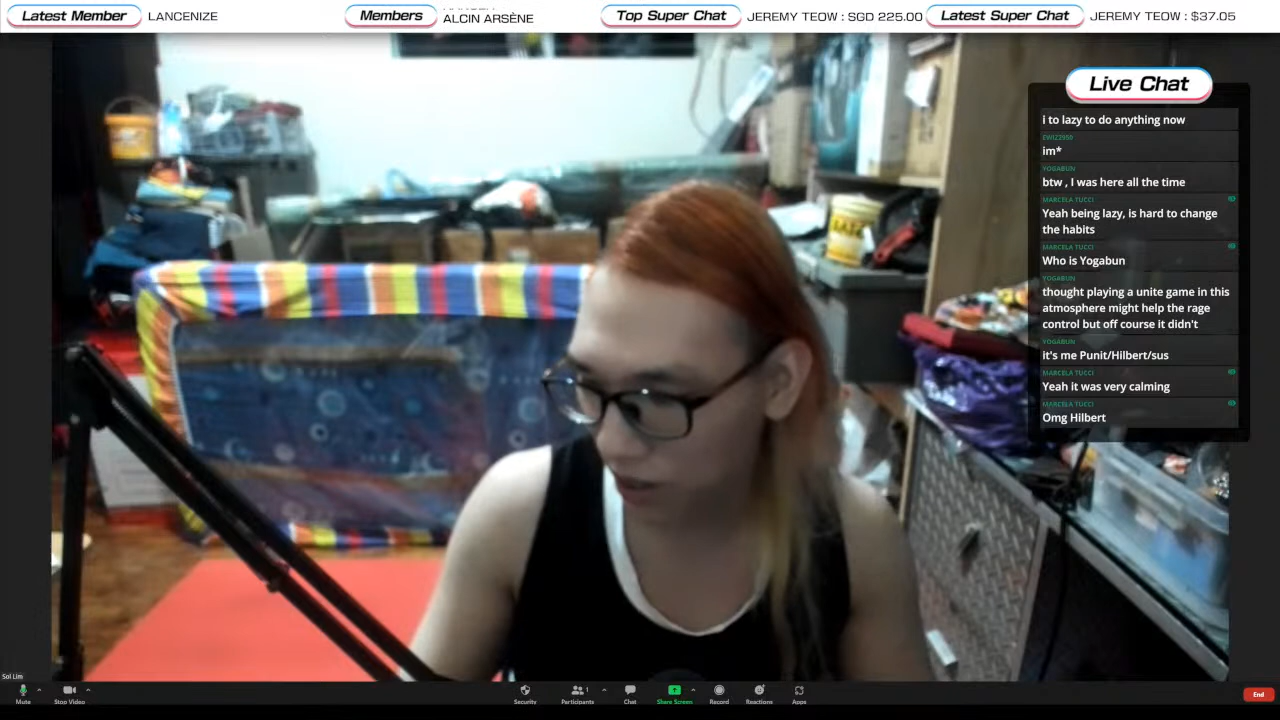 Latest Member
LANCENIZE
Members
ALCIN ARSÈNE
Top Super Chat
JEREMY TEOW : SGD 225.00
Latest Super Chat
JEREMY TEOW : $37.05
Live Chat
i to lazy to do anything now
im*
YOGABUN
btw , I was here all the time
MARCELA TUCCI
Yeah being lazy, is hard to change
the habits
MARCELA TUCCI
Who is Yogabun
YOGABUN
thought playing a unite game in this
atmosphere might help the rage
control but off course it didn't
YOGABUN
it's me Punit/Hilbert/sus
MARCELA TUCCI
Yeah it was very calming
MARCELA TUCCI
Omg Hilbert
Sol Lim
Mute
Stop Video
Security
Participants
1
Chat
Share Screen
Record
Reactions
Apps
End